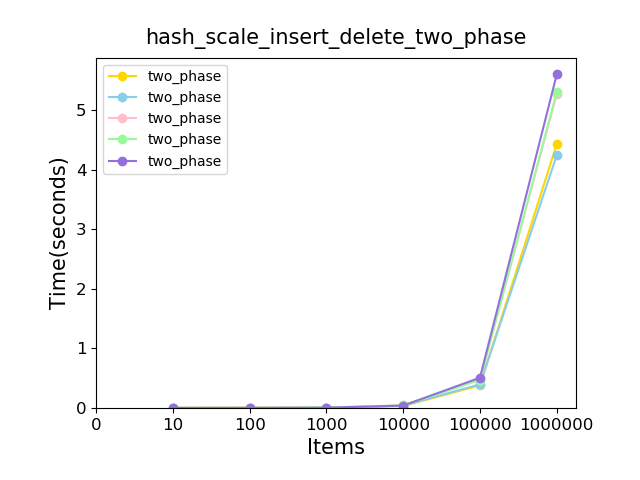 hash_scale_insert_delete_two_phase
two_phase
two_phase
two_phase
two_phase
two_phase
Time(seconds)
5
4
3
2
1
0
0 10 100 1000 10000 100000 1000000
Items